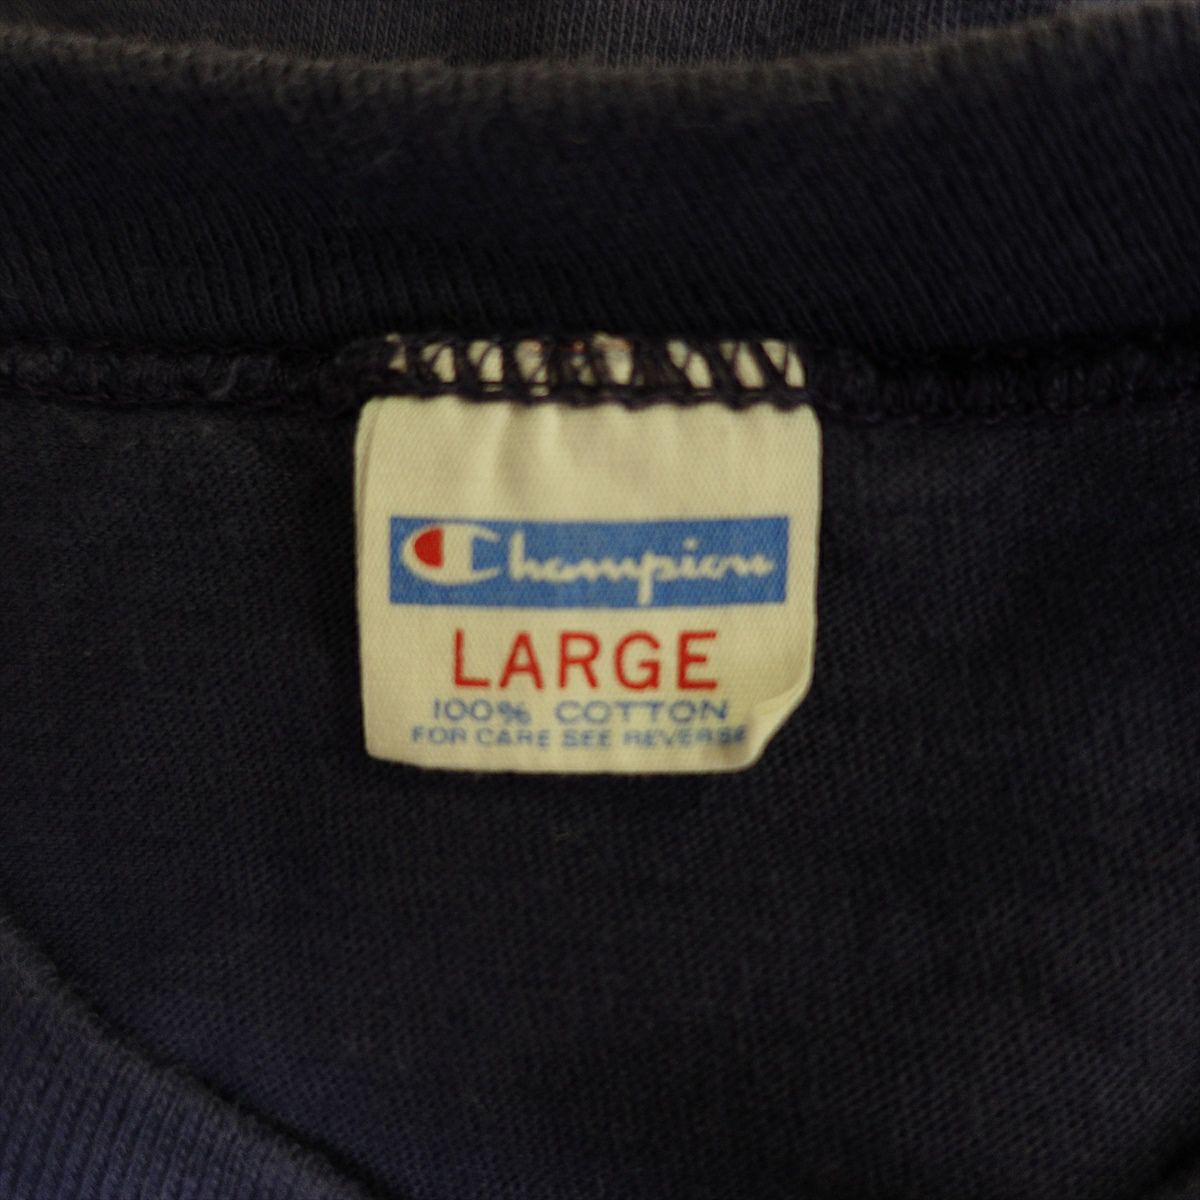 Champion
LARGE
100% COTTON
FOR CARE SEE REVERSE